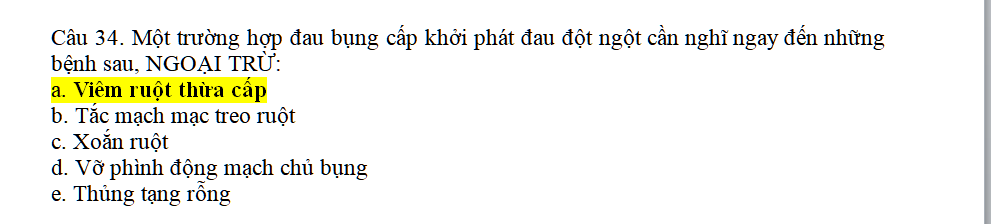 Câu 34. Một trường hợp đau bụng cấp khởi phát đau đột ngột cần nghĩ ngay đến những
bệnh sau, NGOẠI TRỪ:
a. Viêm ruột thừa cấp
b. Tắc mạch mạc treo ruột
c. Xoắn ruột
d. Vỡ phình động mạch chủ bụng
e. Thủng tạng rỗng